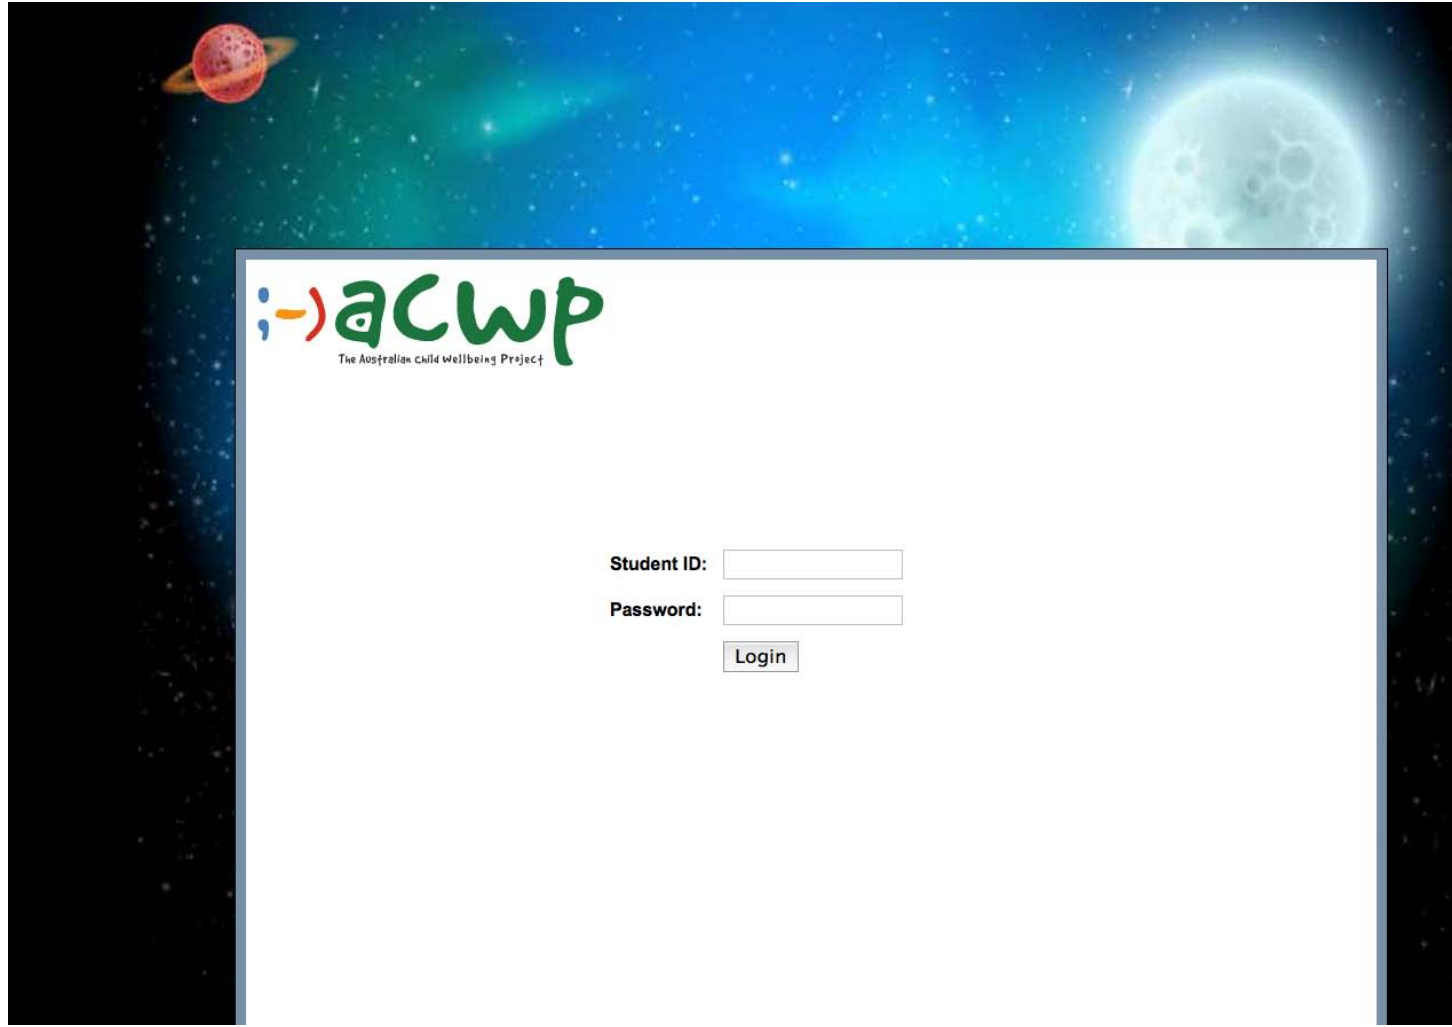 ;-) acwp
The Australian Child Wellbeing Project
Student ID:
Password:
Login